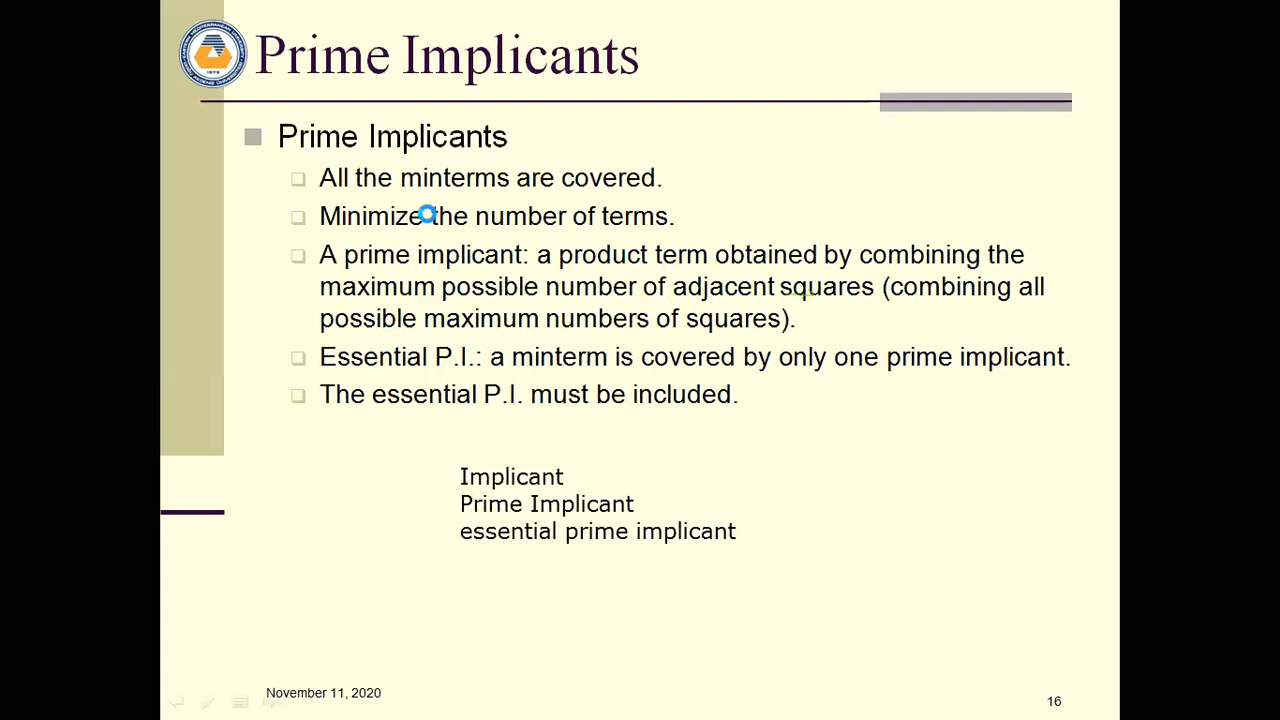 Prime Implicants
Prime Implicants
All the minterms are covered.
Minimize the number of terms.
A prime implicant: a product term obtained by combining the
maximum possible number of adjacent squares (combining all
possible maximum numbers of squares).
Essential P.I.: a minterm is covered by only one prime implicant.
The essential P.I. must be included.
Implicant
Prime Implicant
essential prime implicant
November 11, 2020
16